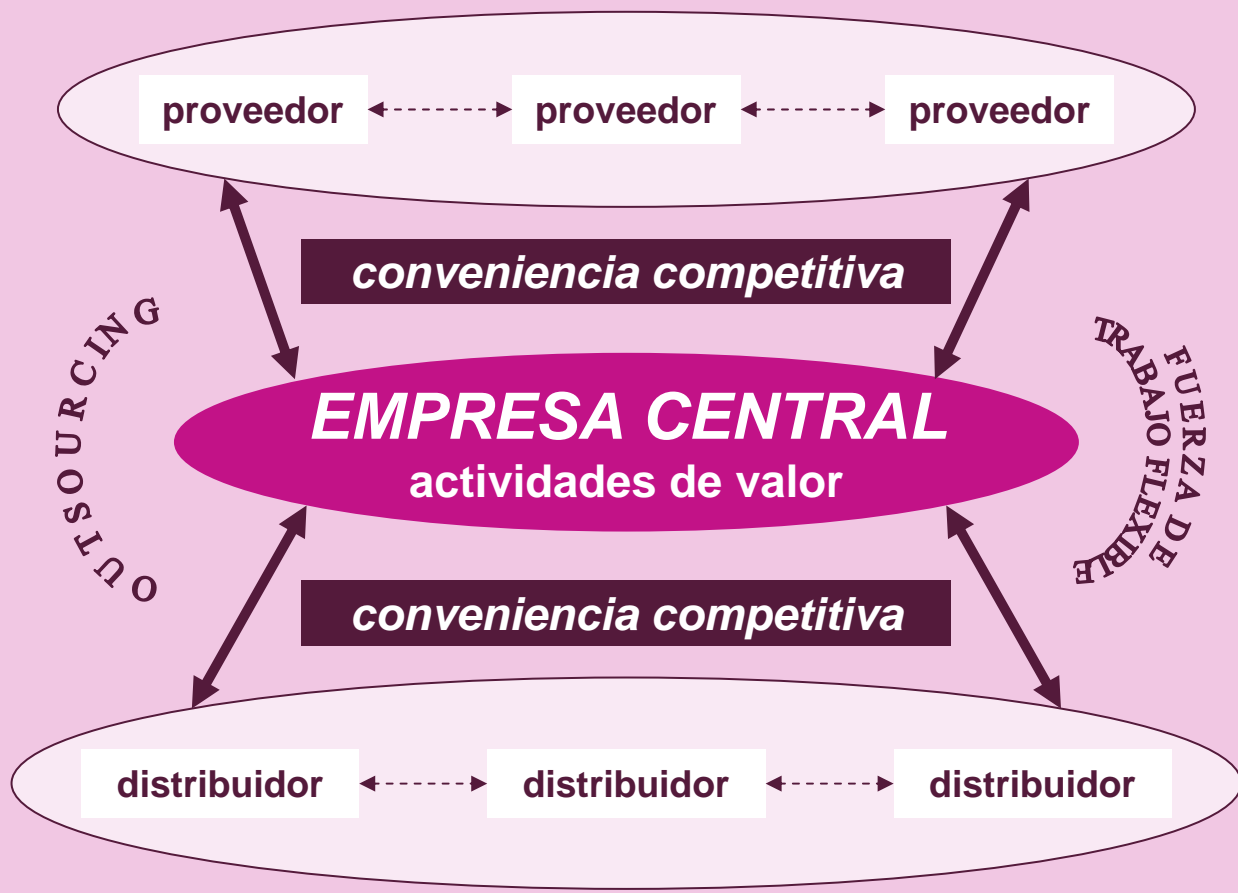 proveedor proveedor proveedor
conveniencia competitiva
OUTSOURCING
EMPRESA CENTRAL
actividades de valor
FUERZA DE
TRABAJO FLEXIBLE
conveniencia competitiva
distribuidor distribuidor distribuidor